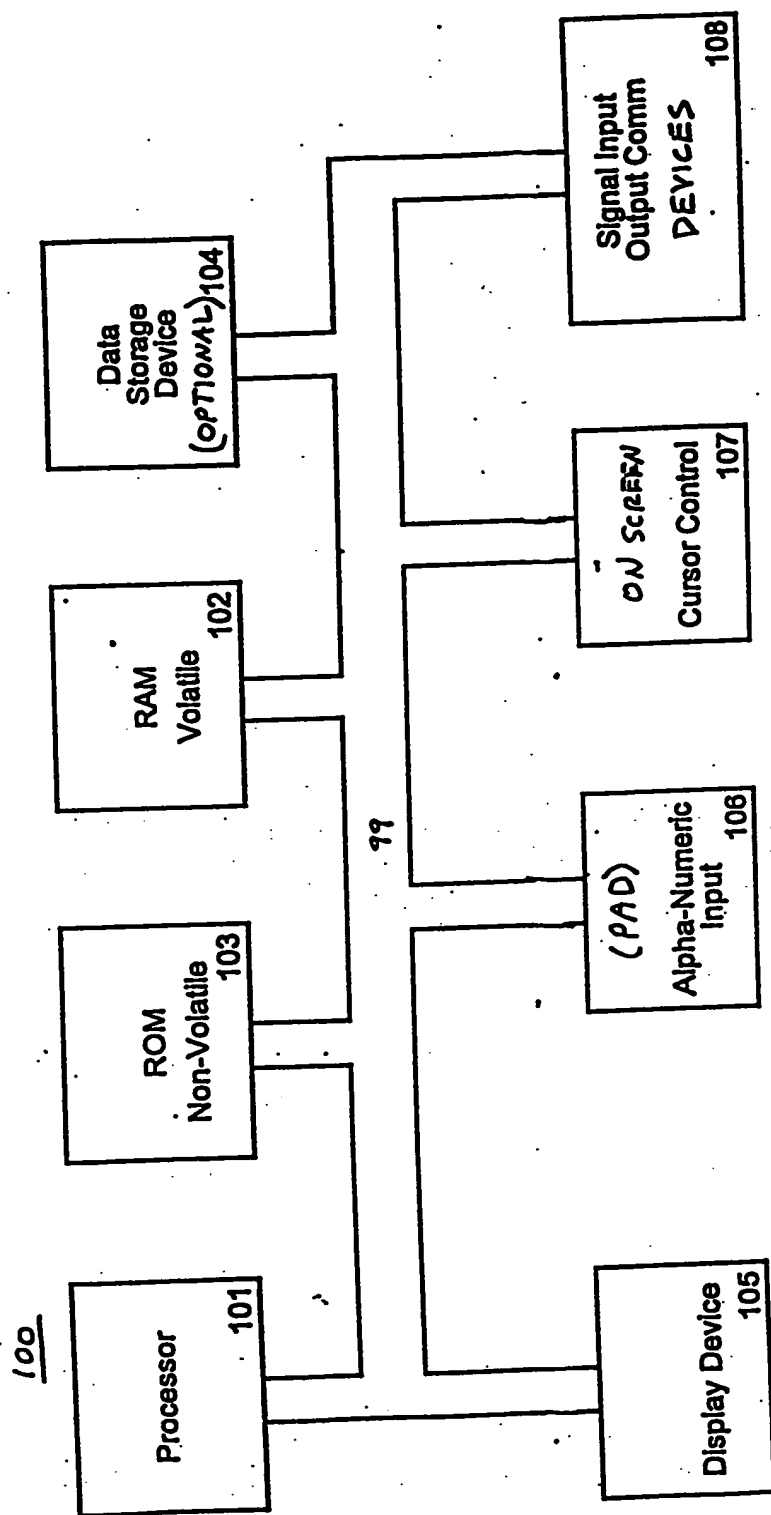 100
Processor
101
ROM
Non-Volatile
103
RAM
Volatile
102
Data
Storage
Device
(OPTIONAL)
104
99
Display Device
105
(PAD)
Alpha-Numeric
Input
106
ON SCREEN
Cursor Control
107
Signal Input
Output Comm
DEVICES
108